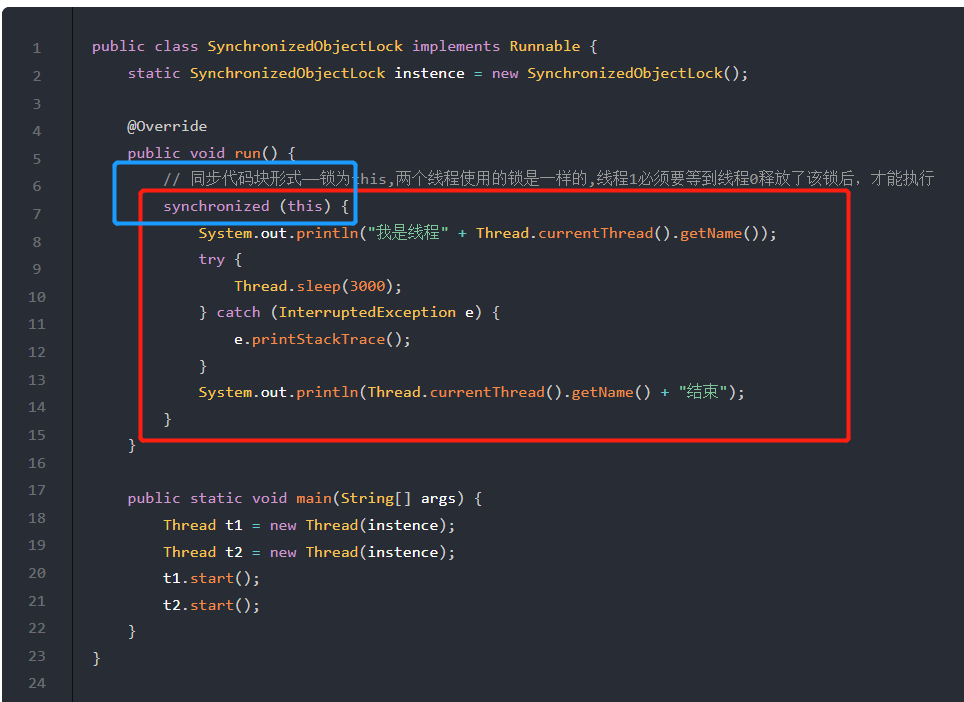 1 public class SynchronizedObjectLock implements Runnable {
2 static SynchronizedObjectLock instence = new SynchronizedObjectLock();
3
4 @Override
5 public void run() {
6 // 同步代码块形式——锁为this,两个线程使用的锁是一样的,线程1必须要等到线程0释放了该锁后，才能执行
7 synchronized (this) {
8 System.out.println("我是线程" + Thread.currentThread().getName());
9 try {
10 Thread.sleep(3000);
11 } catch (InterruptedException e) {
12 e.printStackTrace();
13 }
14 System.out.println(Thread.currentThread().getName() + "结束");
15 }
16 }
17
18 public static void main(String[] args) {
19 Thread t1 = new Thread(instence);
20 Thread t2 = new Thread(instence);
21 t1.start();
22 t2.start();
23 }
24 }